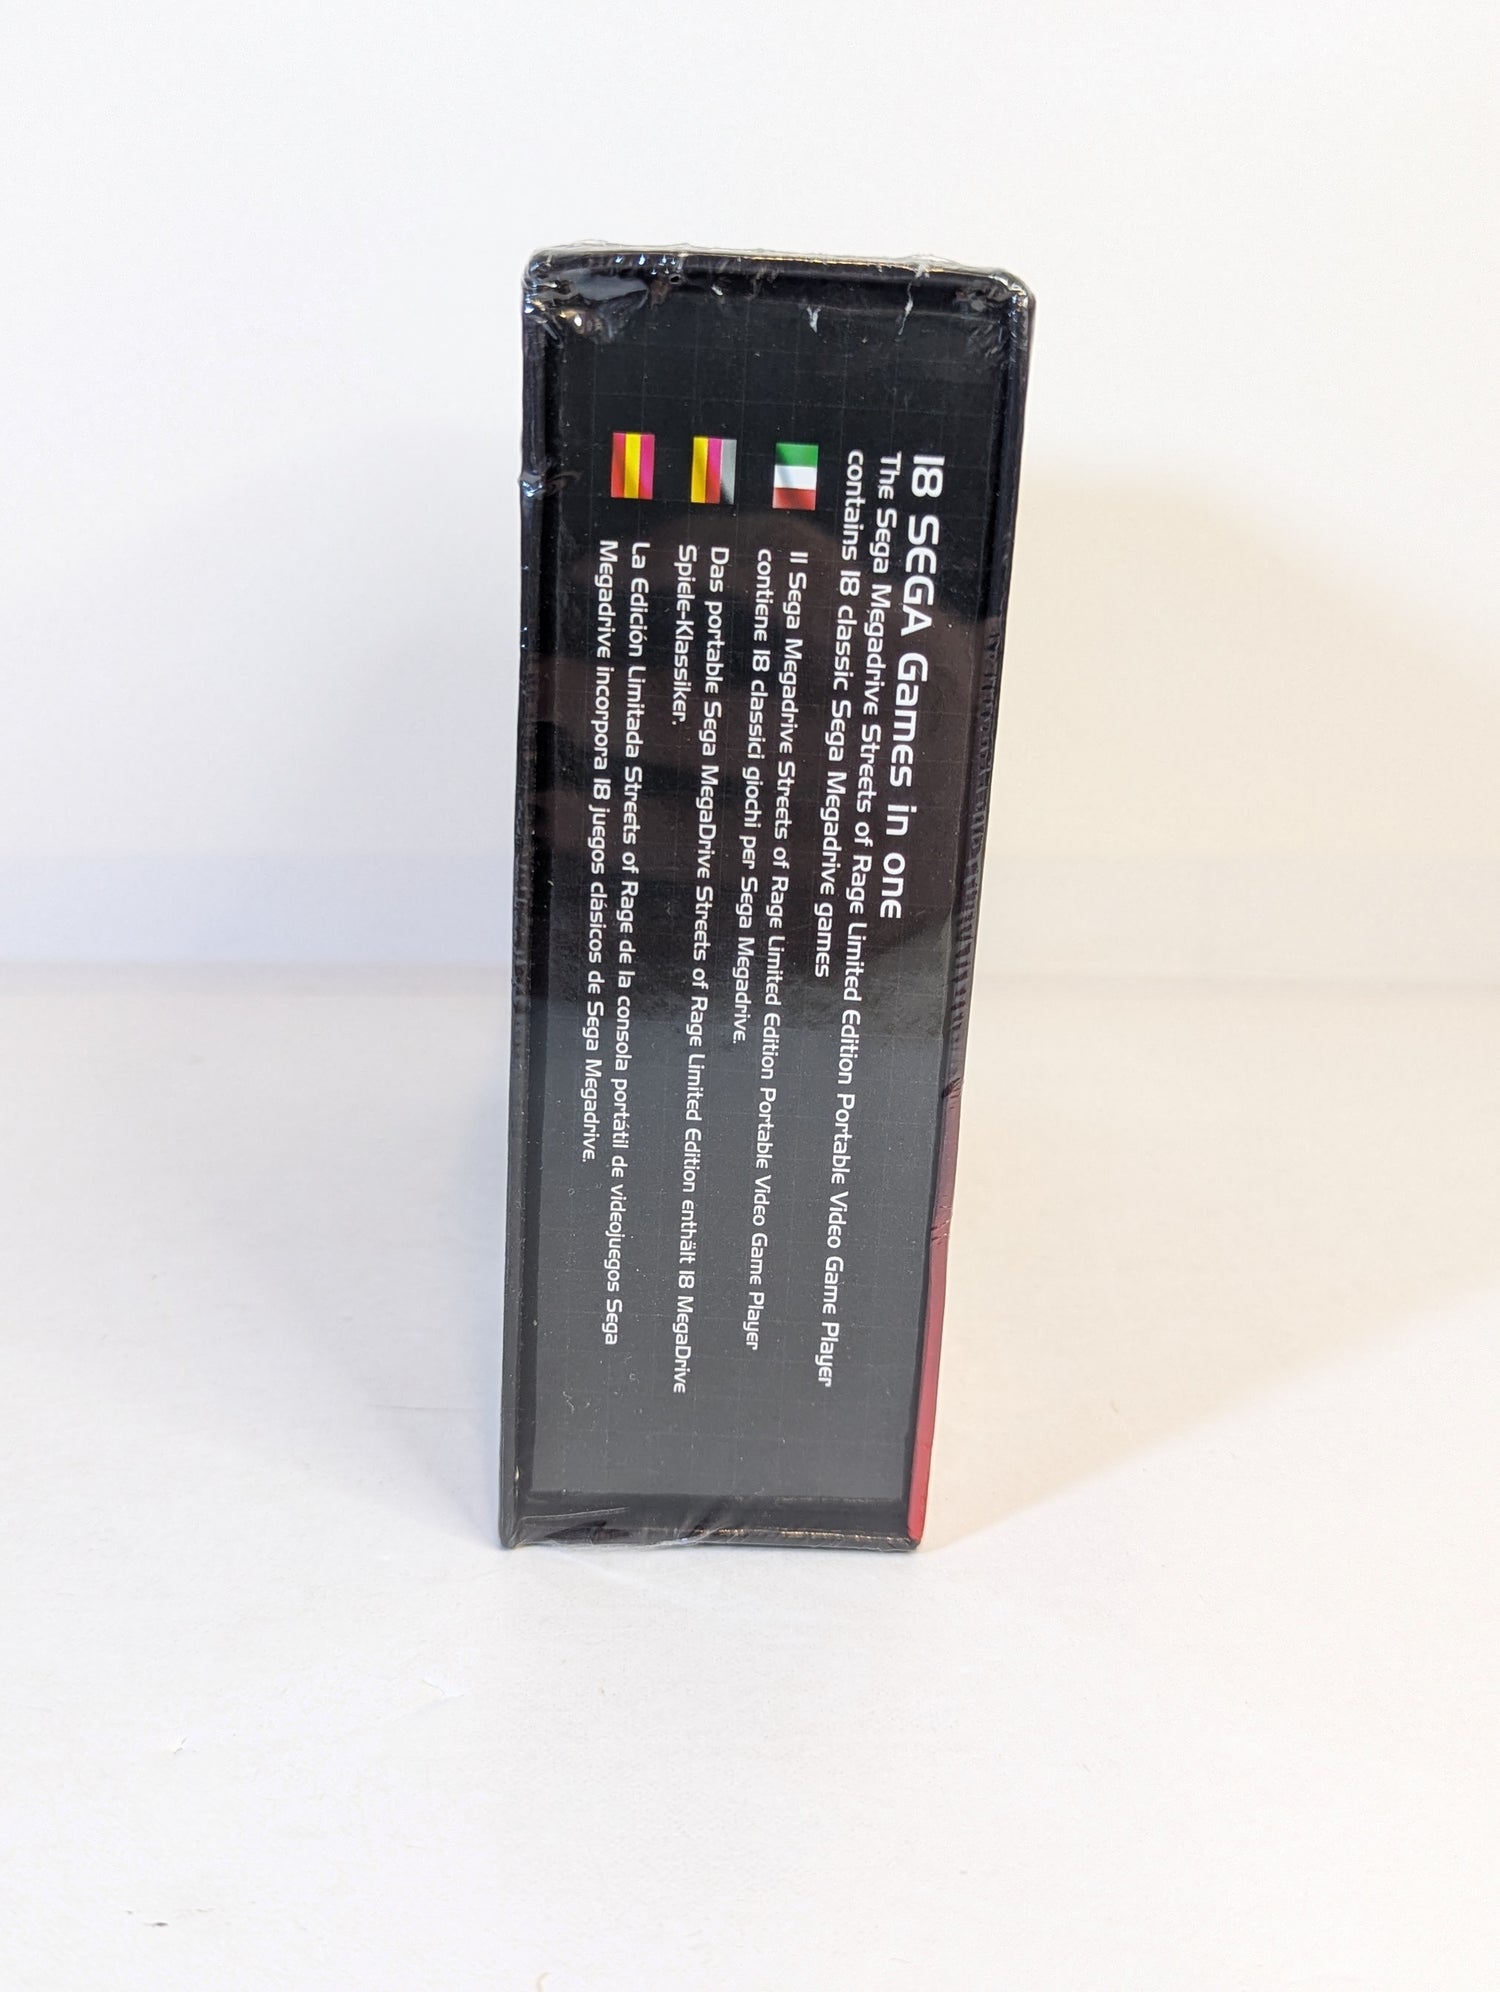 18 SEGA Games in one
The Sega Megadrive Streets of Rage Limited Edition Portable Video Game Player
contains 18 classic Sega Megadrive games
Il Sega Megadrive Streets of Rage Limited Edition Portable Video Game Player
contiene 18 classici giochi per Sega Megadrive.
Das portable Sega MegaDrive Streets of Rage Limited Edition enthält 18 MegaDrive
Spiele-Klassiker.
La Edición Limitada Streets of Rage de la consola portátil de videojuegos Sega
Megadrive incorpora 18 juegos clásicos de Sega Megadrive.